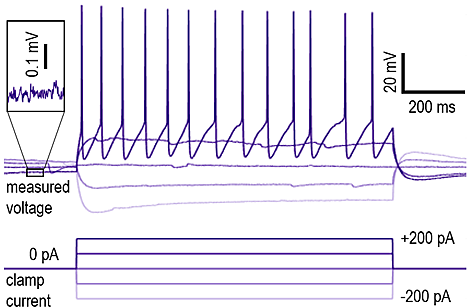 0.1 mV
20 mV
200 ms
measured
voltage
0 pA
+200 pA
clamp
current
-200 pA